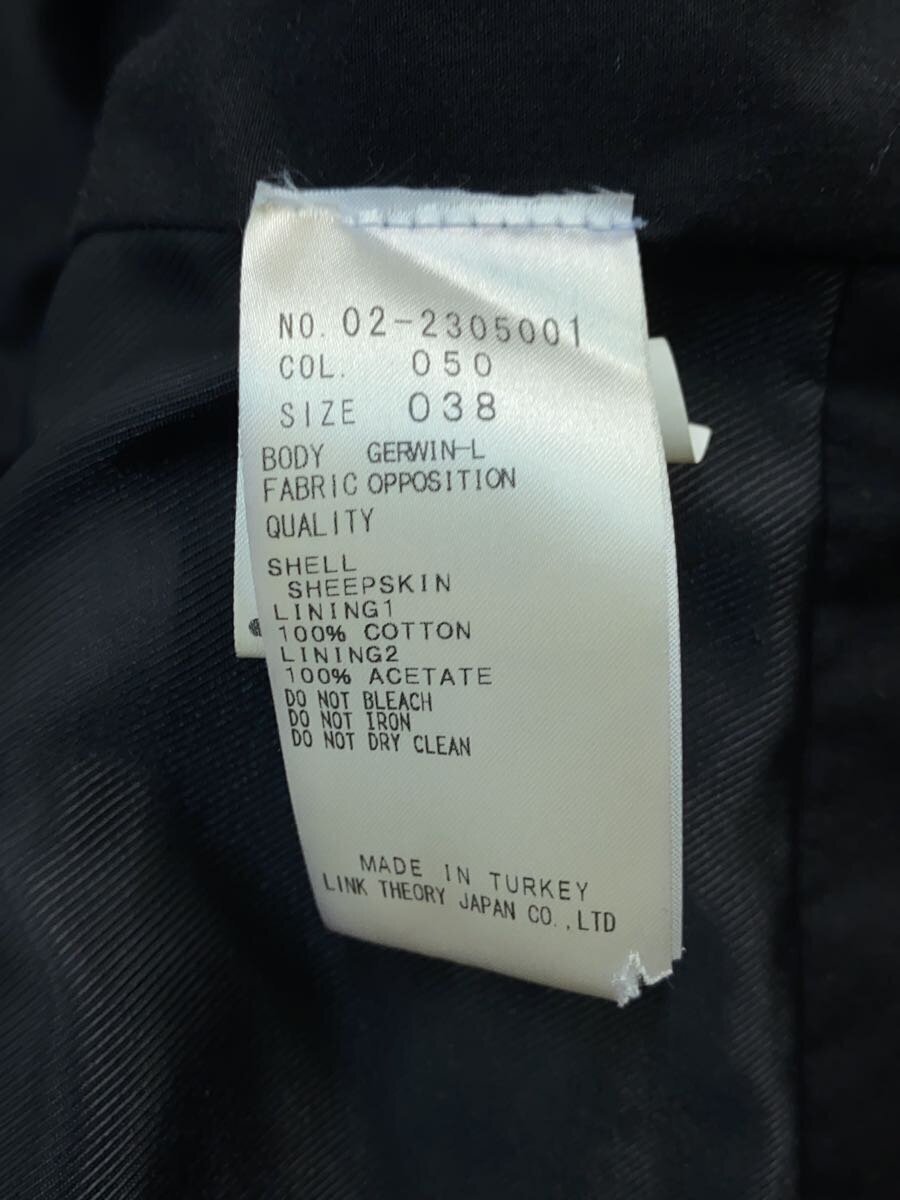 NO. 02-2305001
COL. 050
SIZE 038
BODY GERWIN-L
FABRIC OPPOSITION
QUALITY
SHELL
SHEEPSKIN
LINING1
100% COTTON
LINING2
100% ACETATE
DO NOT BLEACH
DO NOT IRON
DO NOT DRY CLEAN
MADE IN TURKEY
LINK THEORY JAPAN CO.,LTD